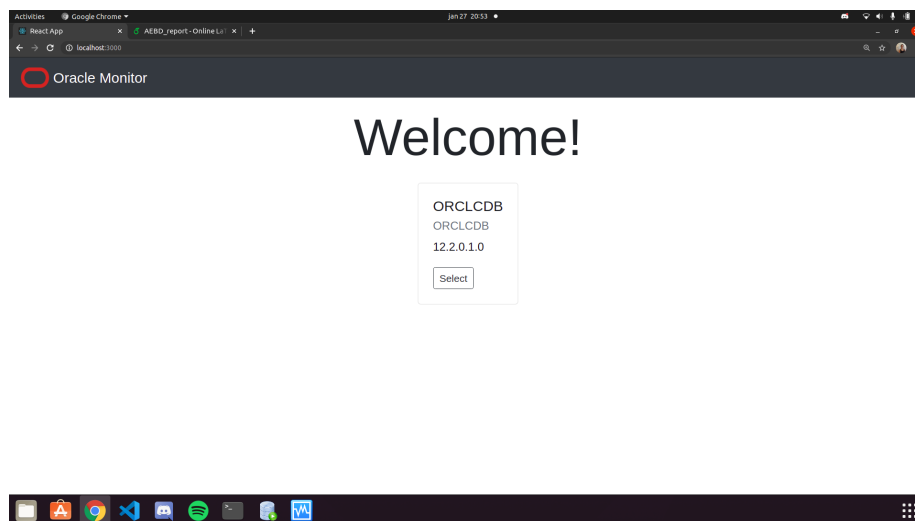 Activities Google Chrome jan 27 20:53
React App AEBD_report - Online La
localhost:3000
Oracle Monitor
Welcome!
ORCLCDB
ORCLCDB
12.2.0.1.0
Select